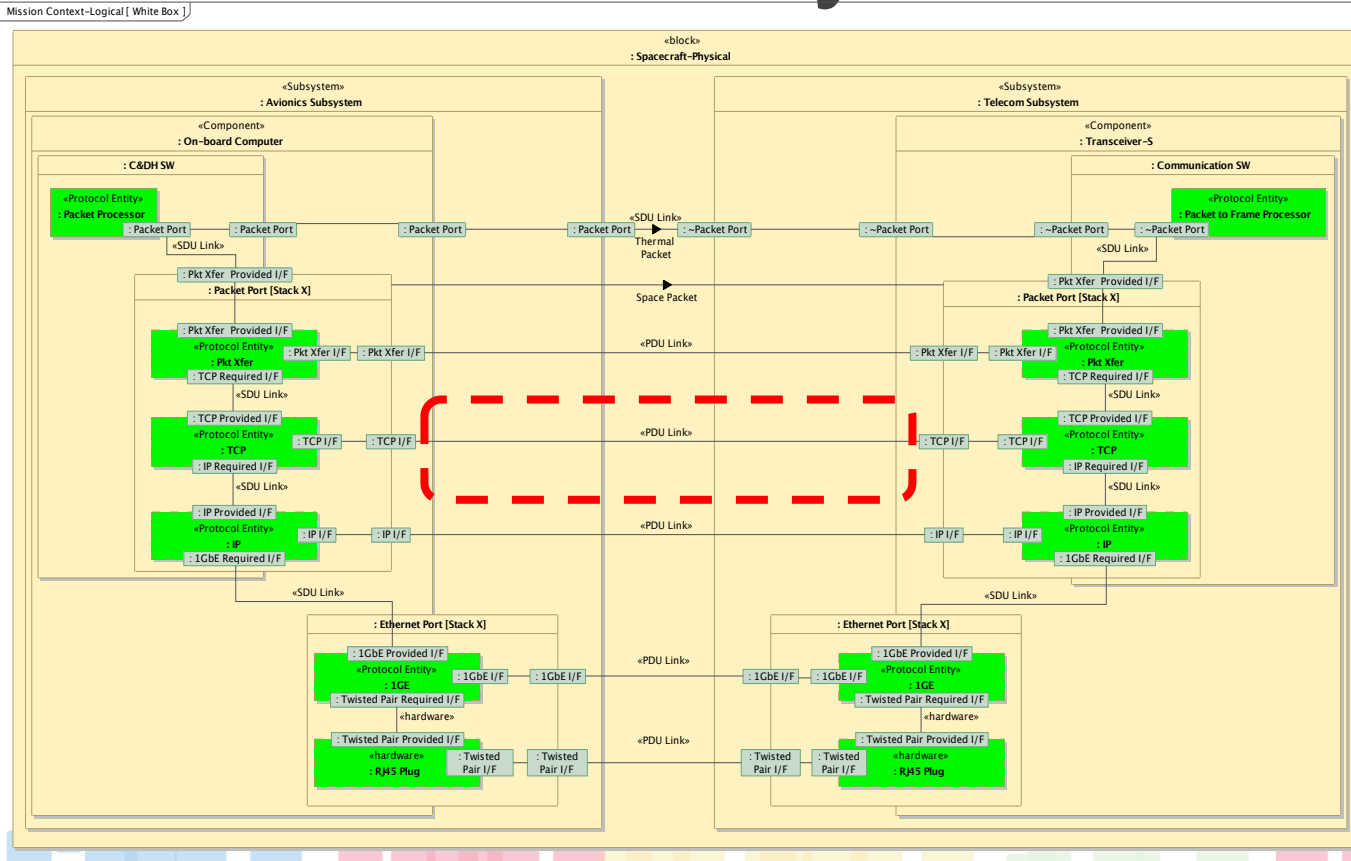 Mission Context-Logical [ White Box ]
«block»
: Spacecraft-Physical
«Subsystem»
: Avionics Subsystem
«Subsystem»
: Telecom Subsystem
«Component»
: On-board Computer
«Component»
: Transceiver-S
: C&DH SW
: Communication SW
«Protocol Entity»
: Packet Processor
«Protocol Entity»
: Packet to Frame Processor
: Packet Port
: Packet Port
: Packet Port
: Packet Port
«SDU Link»
Thermal
Packet
: ~Packet Port
: ~Packet Port
: ~Packet Port
: ~Packet Port
«SDU Link»
«SDU Link»
: Pkt Xfer Provided I/F
: Packet Port [Stack X]
Space Packet
: Pkt Xfer Provided I/F
: Packet Port [Stack X]
: Pkt Xfer Provided I/F
«Protocol Entity»
: Pkt Xfer
: TCP Required I/F
: Pkt Xfer I/F
: Pkt Xfer I/F
«PDU Link»
: Pkt Xfer I/F
: Pkt Xfer I/F
: Pkt Xfer Provided I/F
«Protocol Entity»
: Pkt Xfer
: TCP Required I/F
«SDU Link»
«SDU Link»
: TCP Provided I/F
«Protocol Entity»
: TCP
: IP Required I/F
: TCP I/F
: TCP I/F
«PDU Link»
: TCP I/F
: TCP I/F
: TCP Provided I/F
«Protocol Entity»
: TCP
: IP Required I/F
«SDU Link»
«SDU Link»
: IP Provided I/F
«Protocol Entity»
: IP
: 1GbE Required I/F
: IP I/F
: IP I/F
«PDU Link»
: IP I/F
: IP I/F
: IP Provided I/F
«Protocol Entity»
: IP
: 1GbE Required I/F
«SDU Link»
«SDU Link»
: Ethernet Port [Stack X]
: Ethernet Port [Stack X]
: 1GbE Provided I/F
«Protocol Entity»
: 1GE
: Twisted Pair Required I/F
: 1GbE I/F
: 1GbE I/F
«PDU Link»
: 1GbE I/F
: 1GbE I/F
: 1GbE Provided I/F
«Protocol Entity»
: 1GE
: Twisted Pair Required I/F
«hardware»
«hardware»
: Twisted Pair Provided I/F
«hardware»
: RJ45 Plug
: Twisted
Pair I/F
: Twisted
Pair I/F
«PDU Link»
: Twisted
Pair I/F
: Twisted
Pair I/F
: Twisted Pair Provided I/F
«hardware»
: RJ45 Plug